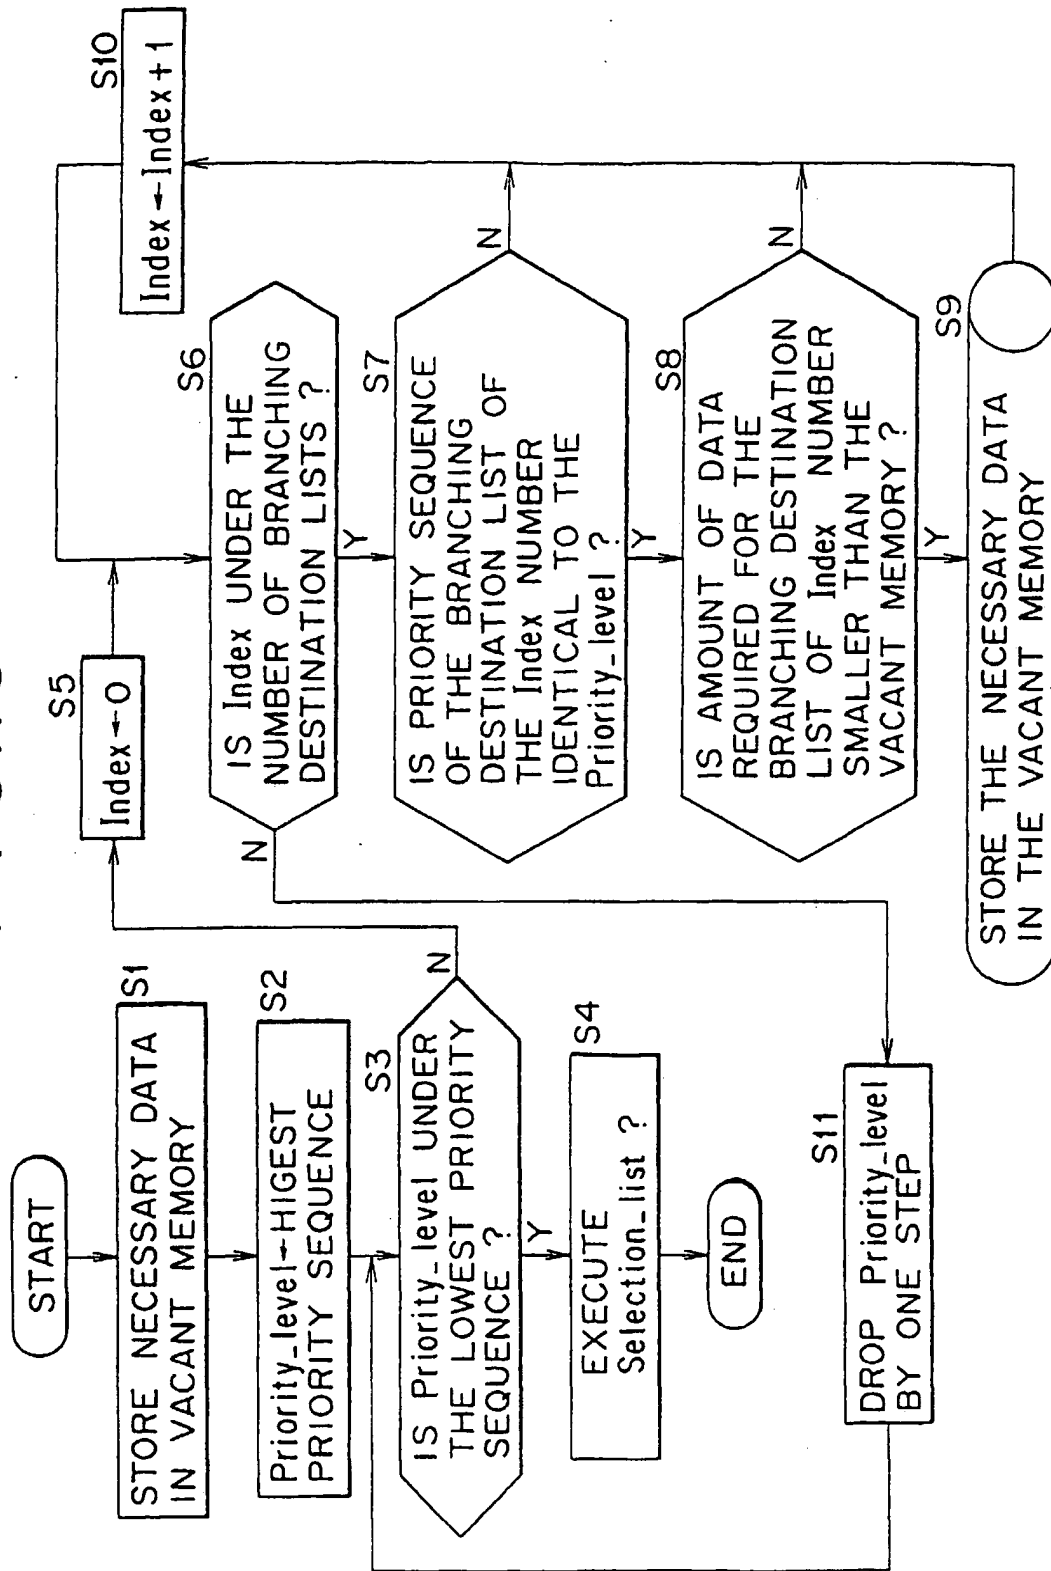 START
S1
STORE NECESSARY DATA
IN VACANT MEMORY
S2
Priority_level←HIGEST
PRIORITY SEQUENCE
S3
IS Priority_level UNDER
THE LOWEST PRIORITY
SEQUENCE ?
N
Y
S4
EXECUTE
Selection_list ?
END
S5
Index←0
S6
IS Index UNDER THE
NUMBER OF BRANCHING
DESTINATION LISTS ?
N
Y
S7
IS PRIORITY SEQUENCE
OF THE BRANCHING
DESTINATION LIST OF
THE Index NUMBER
IDENTICAL TO THE
Priority_level ?
N
Y
S8
IS AMOUNT OF DATA
REQUIRED FOR THE
BRANCHING DESTINATION
LIST OF Index NUMBER
SMALLER THAN THE
VACANT MEMORY ?
N
Y
S9
STORE THE NECESSARY DATA
IN THE VACANT MEMORY
S10
Index←Index+1
S11
DROP Priority_level
BY ONE STEP